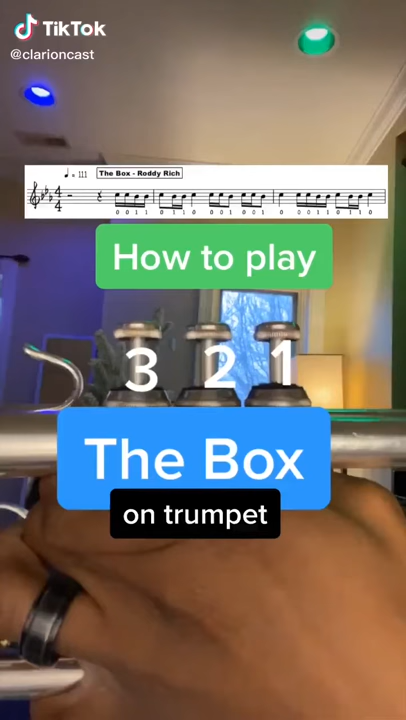 TikTok
@clarioncast
♩ = 111 The Box - Roddy Rich
4
4
0 0 1 1 0 1 1 0 0 0 1 0 0 1 0 0 0 1 1 0 1 1 0
How to play
3 2 1
The Box
on trumpet